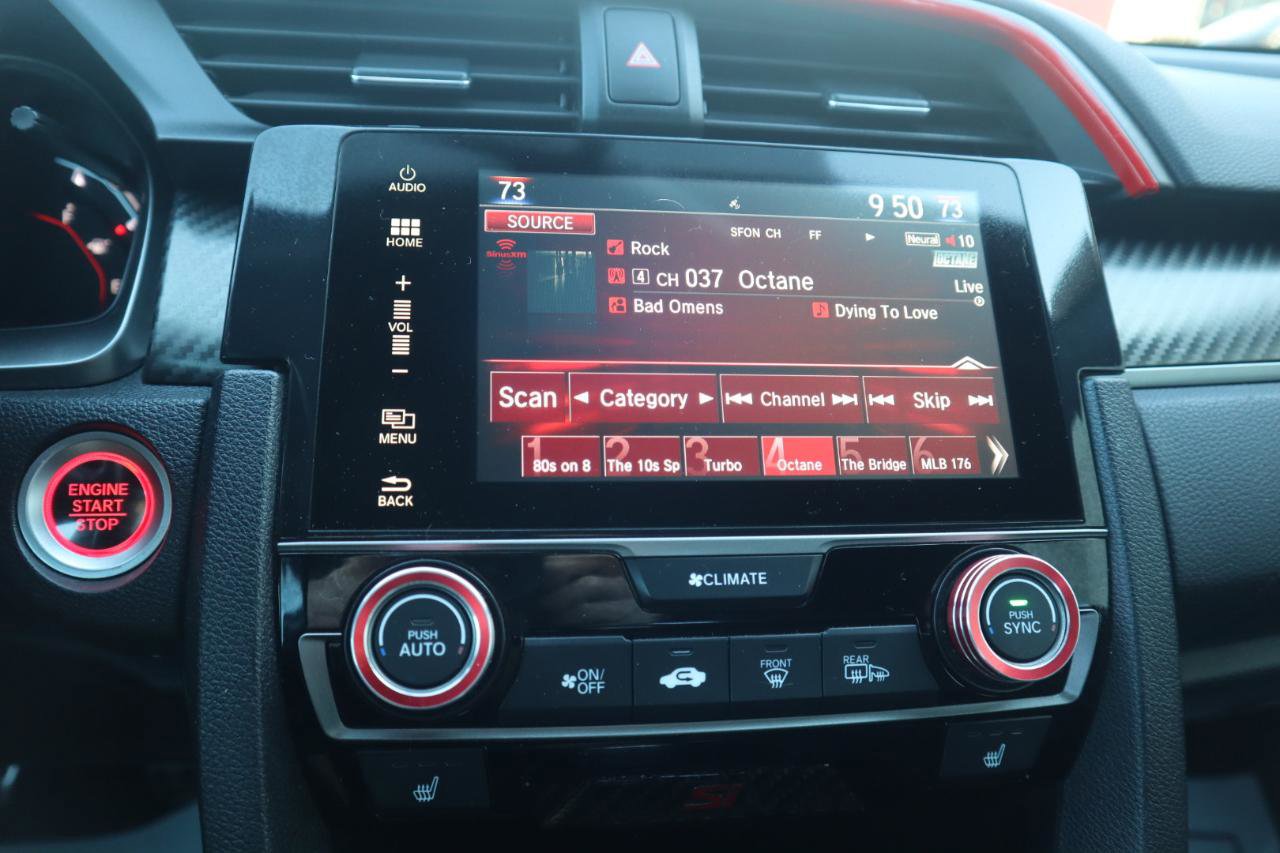 AUDIO
HOME
+
VOL
−
MENU
BACK
73
9 50 73
SOURCE
SFON CH FF
Neural 10
SiriusXM
Rock
OCTANE
4 CH 037 Octane
Live
Bad Omens
Dying To Love
Scan
Category
Channel
Skip
1 80s on 8
2 The 10s Sp
3 Turbo
4 Octane
5 The Bridge
6 MLB 176
ENGINE
START
STOP
CLIMATE
PUSH
AUTO
PUSH
SYNC
ON/
OFF
FRONT
REAR
Si